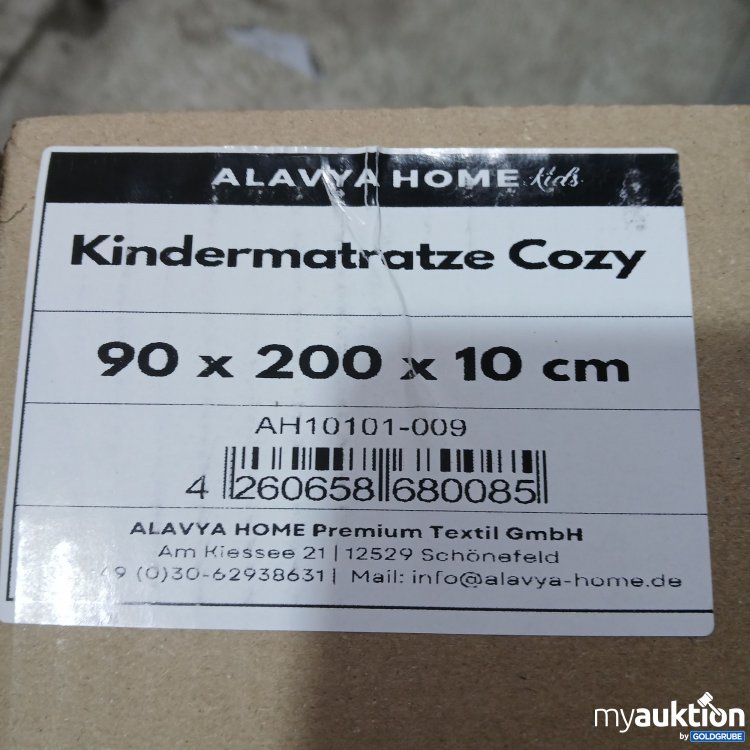 ALAVYA HOME kids
Kindermatratze Cozy
90 x 200 x 10 cm
AH10101-009
4 260658 680085
ALAVYA HOME Premium Textil GmbH
Am Kiessee 21 | 12529 Schönefeld
49 (0)30-62938631 | Mail: info@alavya-home.de
myauktion
by GOLDGRUBE